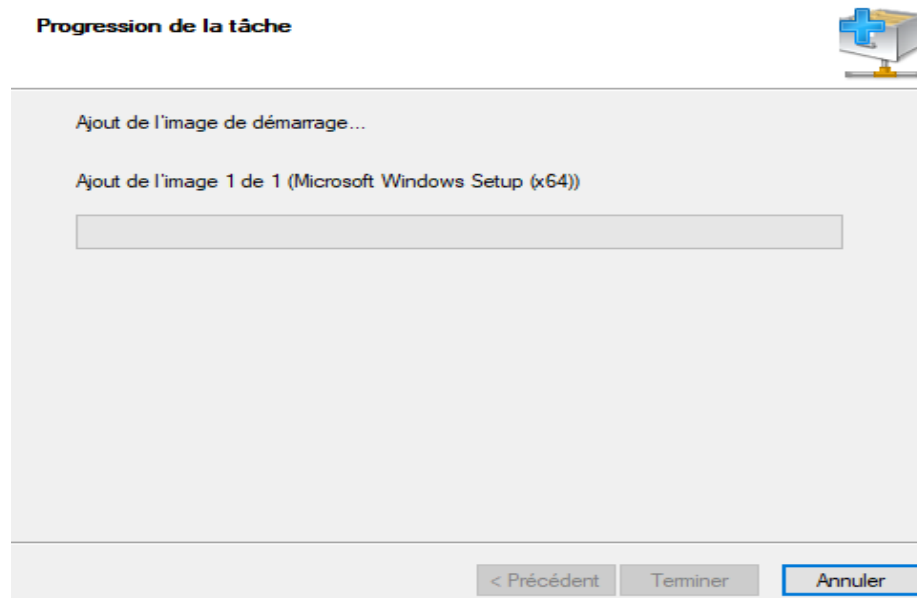 Progression de la tâche
Ajout de l'image de démarrage...
Ajout de l'image 1 de 1 (Microsoft Windows Setup (x64))
< Précédent
Terminer
Annuler